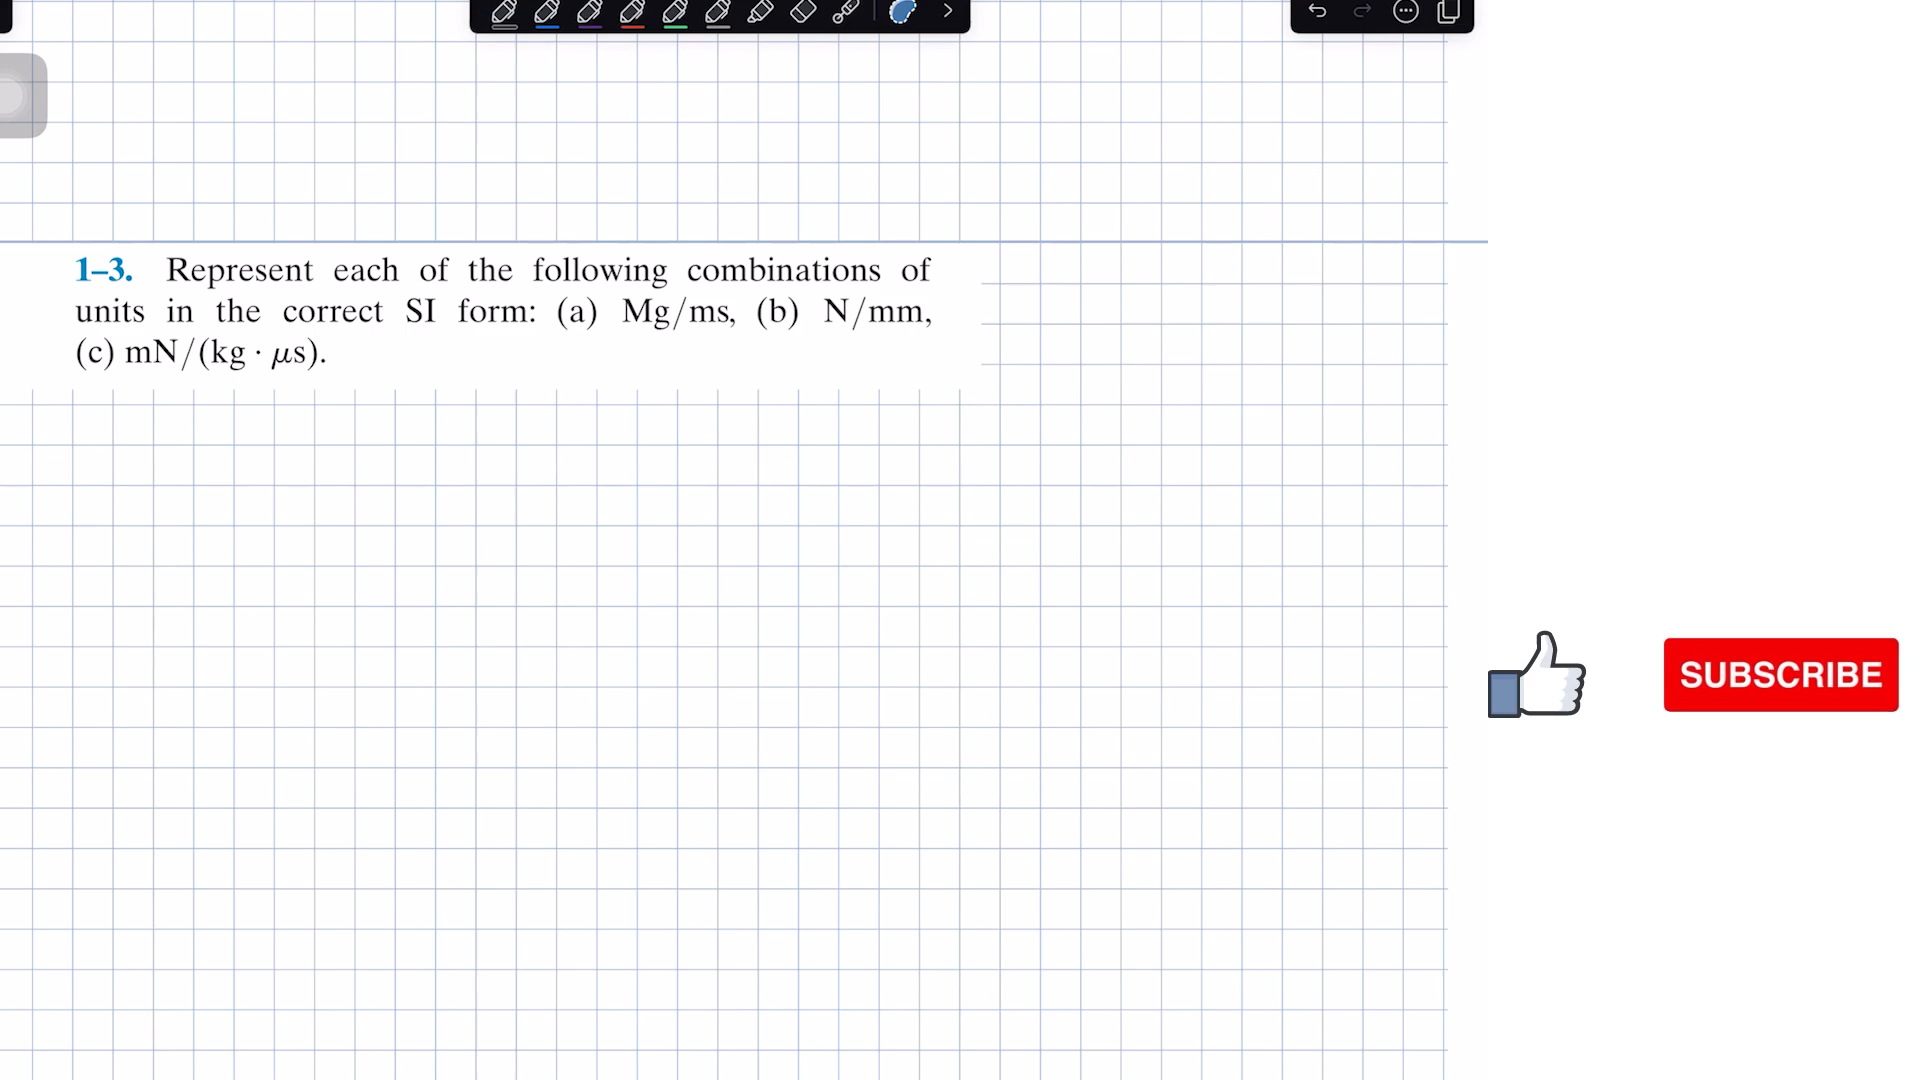 1–3. Represent each of the following combinations of
units in the correct SI form: (a) Mg/ms, (b) N/mm,
(c) mN/(kg · μs).
SUBSCRIBE